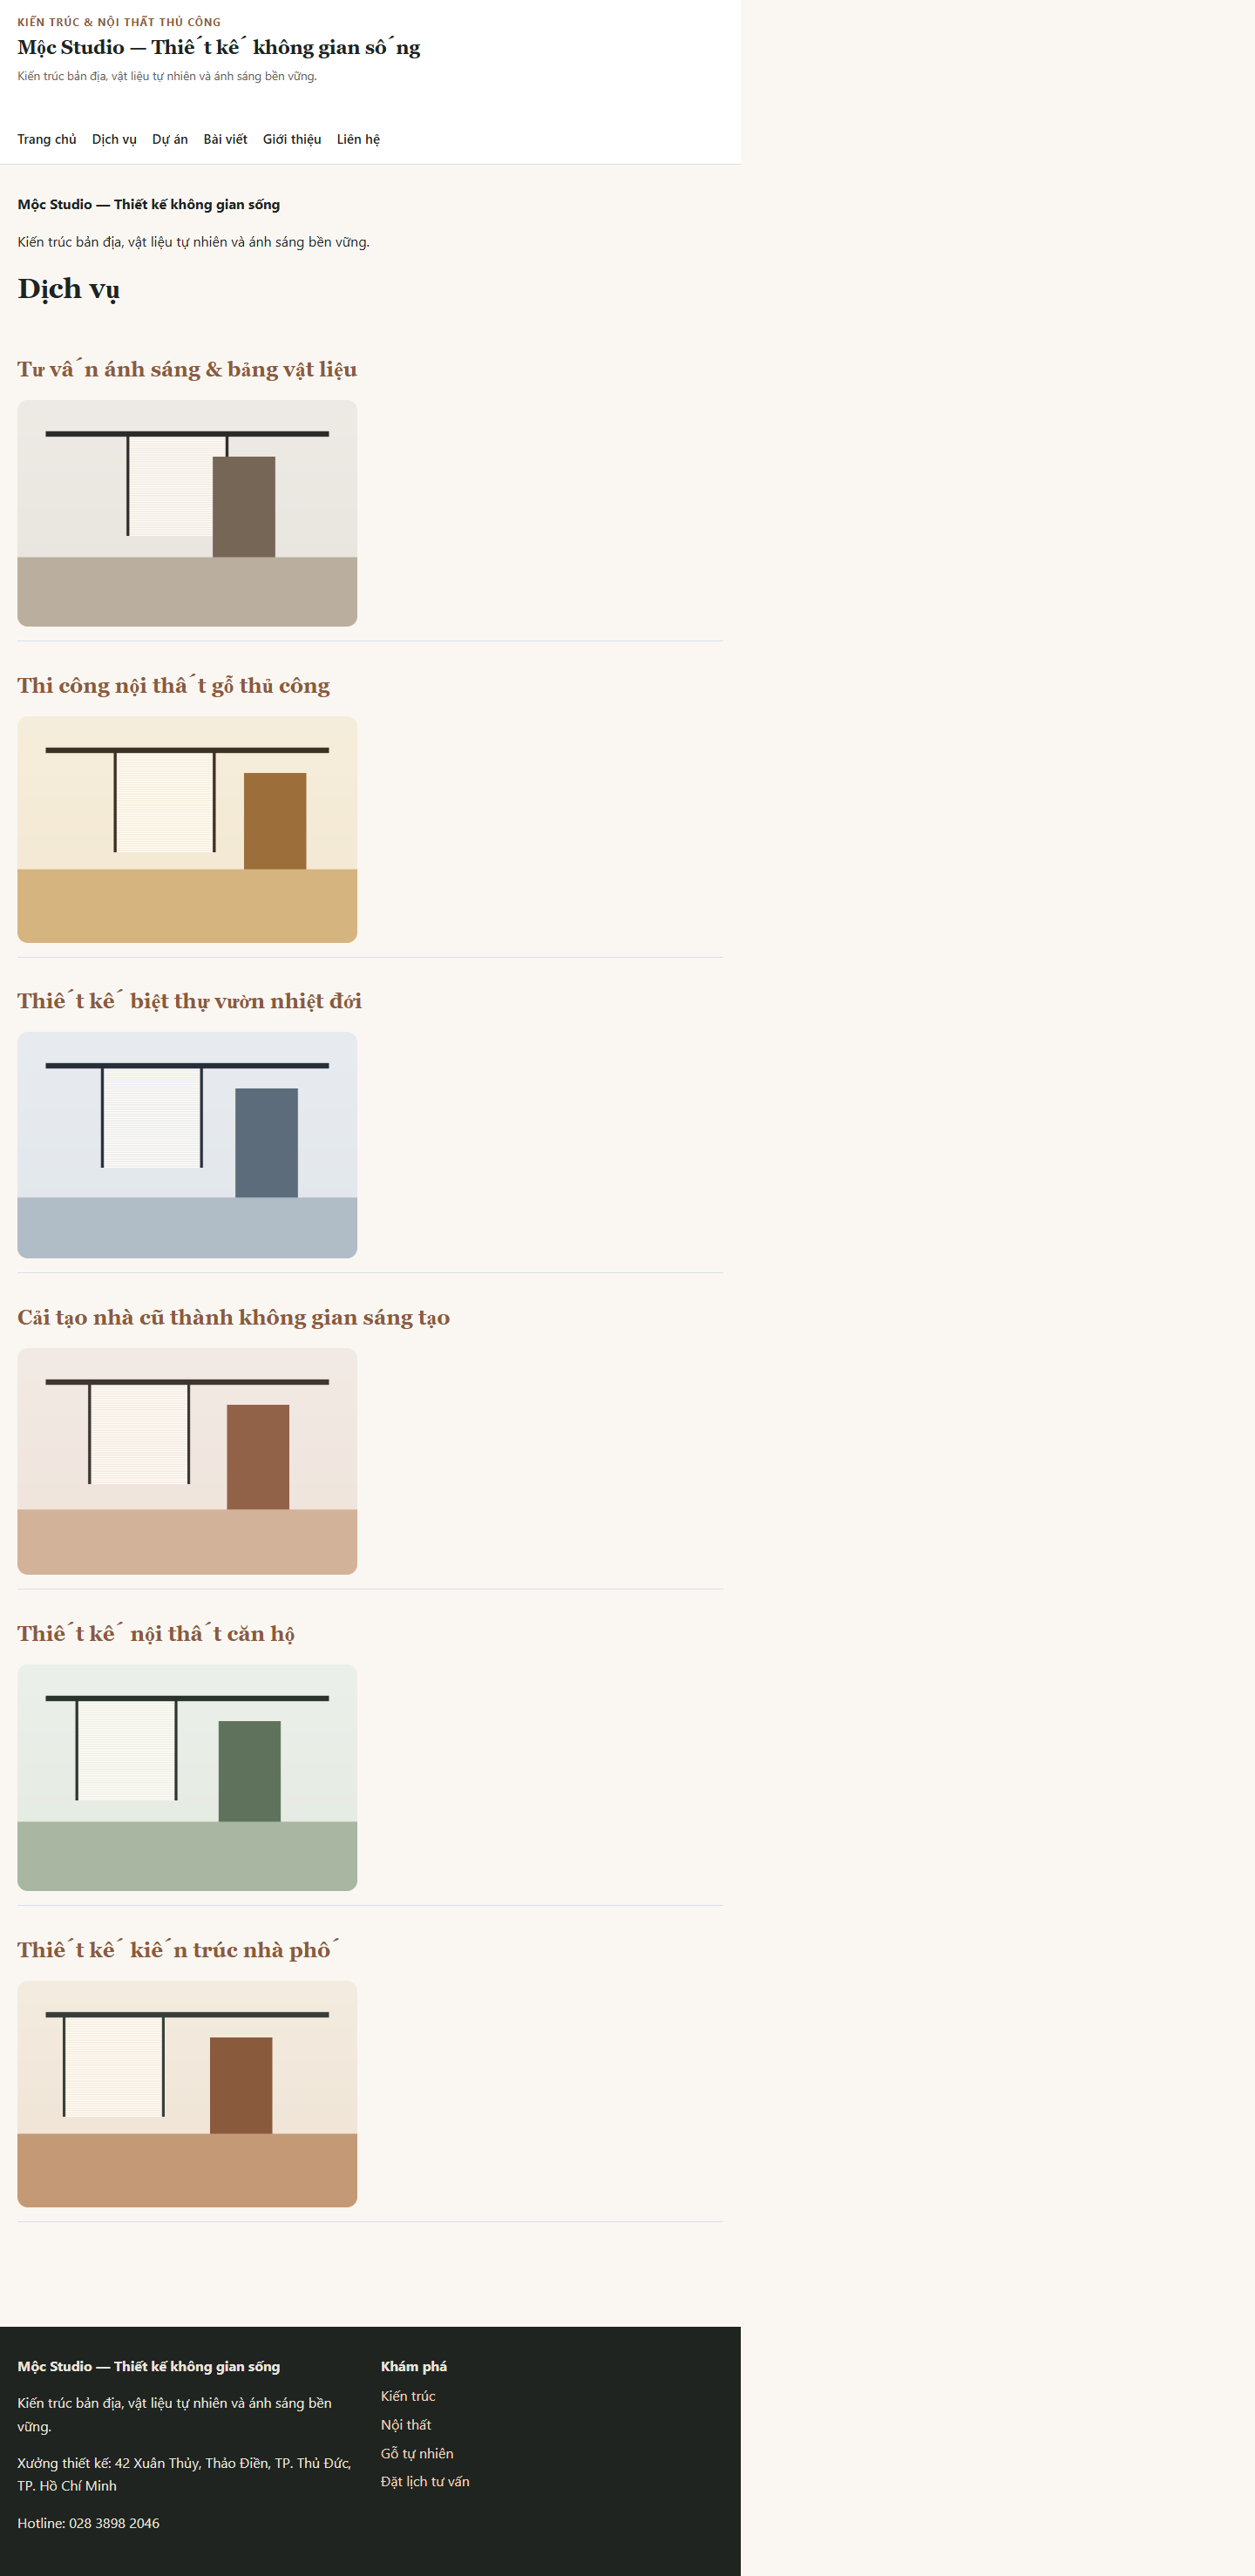 KIẾN TRÚC & NỘI THẤT THỦ CÔNG
Mộc Studio — Thiết kế không gian sống
Kiến trúc bản địa, vật liệu tự nhiên và ánh sáng bền vững.
Trang chủ Dịch vụ Dự án Bài viết Giới thiệu Liên hệ
Mộc Studio — Thiết kế không gian sống
Kiến trúc bản địa, vật liệu tự nhiên và ánh sáng bền vững.
Dịch vụ
Tư vấn ánh sáng & bảng vật liệu
Thi công nội thất gỗ thủ công
Thiết kế biệt thự vườn nhiệt đới
Cải tạo nhà cũ thành không gian sáng tạo
Thiết kế nội thất căn hộ
Thiết kế kiến trúc nhà phố
Mộc Studio — Thiết kế không gian sống
Kiến trúc bản địa, vật liệu tự nhiên và ánh sáng bền
vững.
Xưởng thiết kế: 42 Xuân Thủy, Thảo Điền, TP. Thủ Đức,
TP. Hồ Chí Minh
Hotline: 028 3898 2046
Khám phá
Kiến trúc
Nội thất
Gỗ tự nhiên
Đặt lịch tư vấn